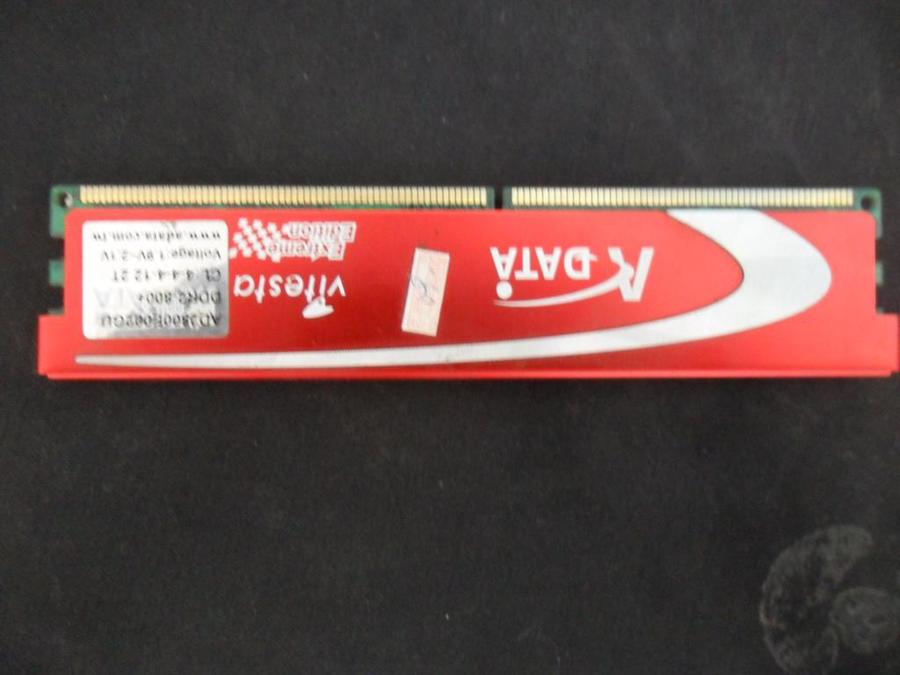 A DATA
vitesta
Extreme
Edition
DDR2 800+
CL 4-4-4-12 2T
Voltage:1.9V~2.1V
www.adata.com.tw